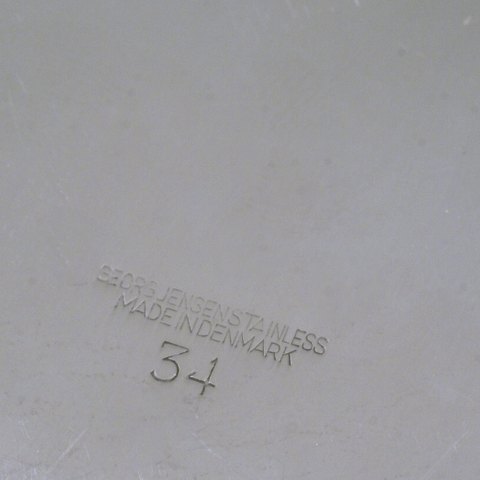 GEORG JENSEN STAINLESS
MADE IN DENMARK
34